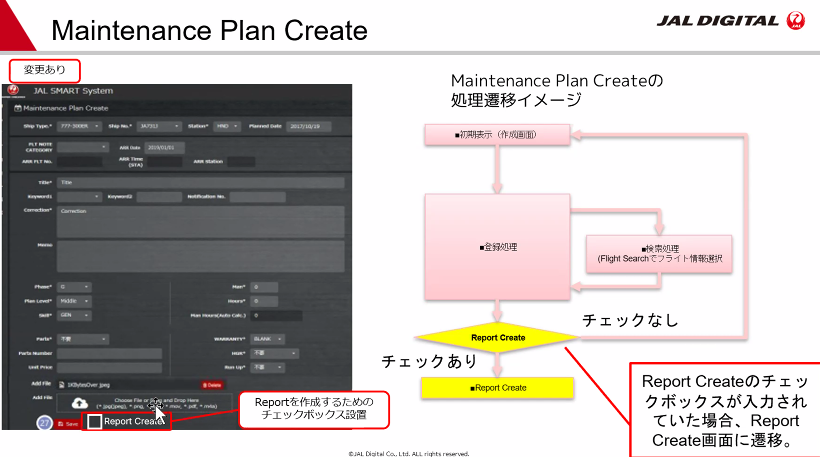 Maintenance Plan Create
JAL DIGITAL
JAL
変更あり
JAL SMART System
Maintenance Plan Create
Ship Type.* 777-300ER Ship No.* JA731J Station* HND Planned Date 2017/10/19
FLT NOTE CATEGORY ARR Date 2019/01/01
ARR FLT No. ARR Time (STA) ARR Station
Title* Title
Keyword1 Keyword2 Notification No.
Correction* Correction
Memo
Phase* 0 Man* 0
Plan Level* Middle Hours* 0
Skill* GEN Man Hours(Auto Calc.) 0
Parts* 不要 WARRANTY* BLANK
Parts Number HGR* 不要
Unit Price Run Up* 不要
Add File 1KBytesOver.jpeg Delete
Add File Choose File or Drag and Drop Here
27 Save Report Create
Reportを作成するための
チェックボックス設置
Maintenance Plan Createの
処理遷移イメージ
■初期表示（作成画面）
■登録処理
■検索処理
(Flight Searchでフライト情報選択
Report Create
チェックなし
チェックあり
■Report Create
Report Createのチェッ
クボックスが入力され
ていた場合、Report
Create画面に遷移。
©JAL Digital Co., Ltd. ALL rights reserved.